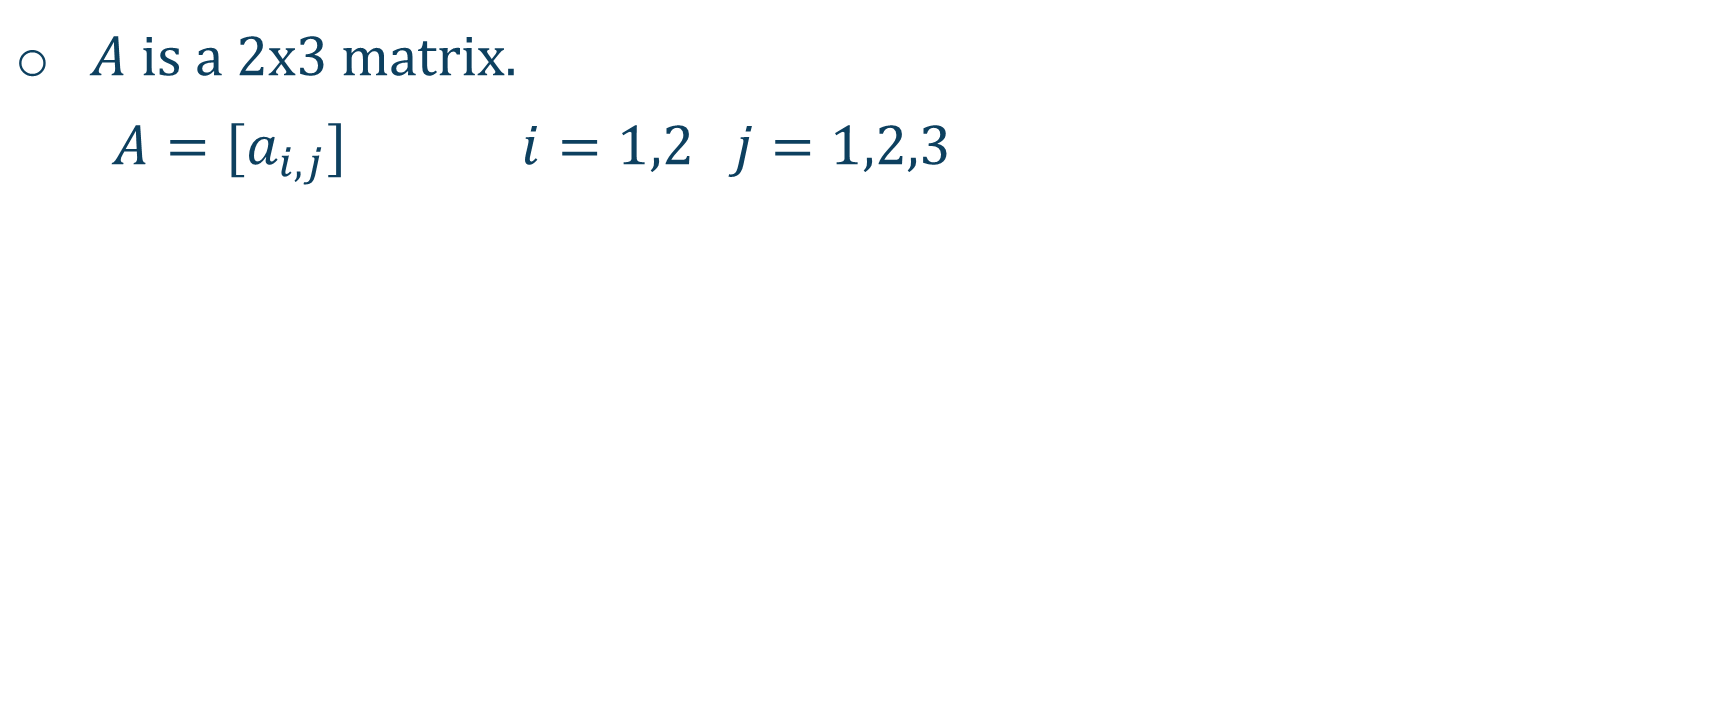 ○ A is a 2x3 matrix.
A = [a_{i,j}] i = 1,2 j = 1,2,3